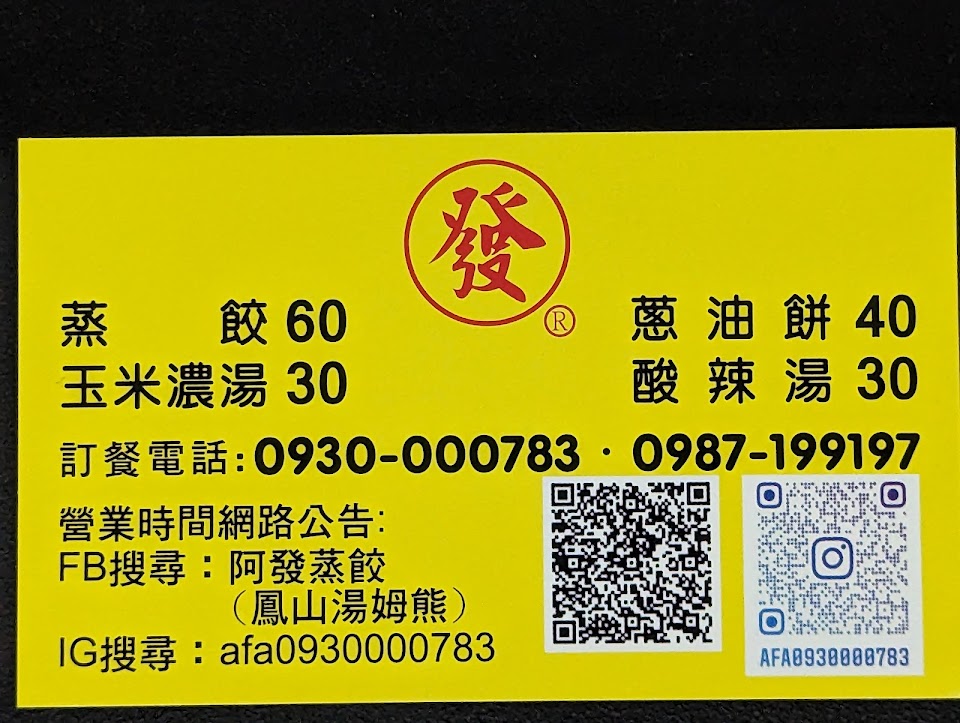 發
®
蒸餃 60 蔥油餅 40
玉米濃湯 30 酸辣湯 30
訂餐電話:0930-000783 · 0987-199197
營業時間網路公告:
FB搜尋：阿發蒸餃
（鳳山湯姆熊）
IG搜尋：afa0930000783
AFA0930000783